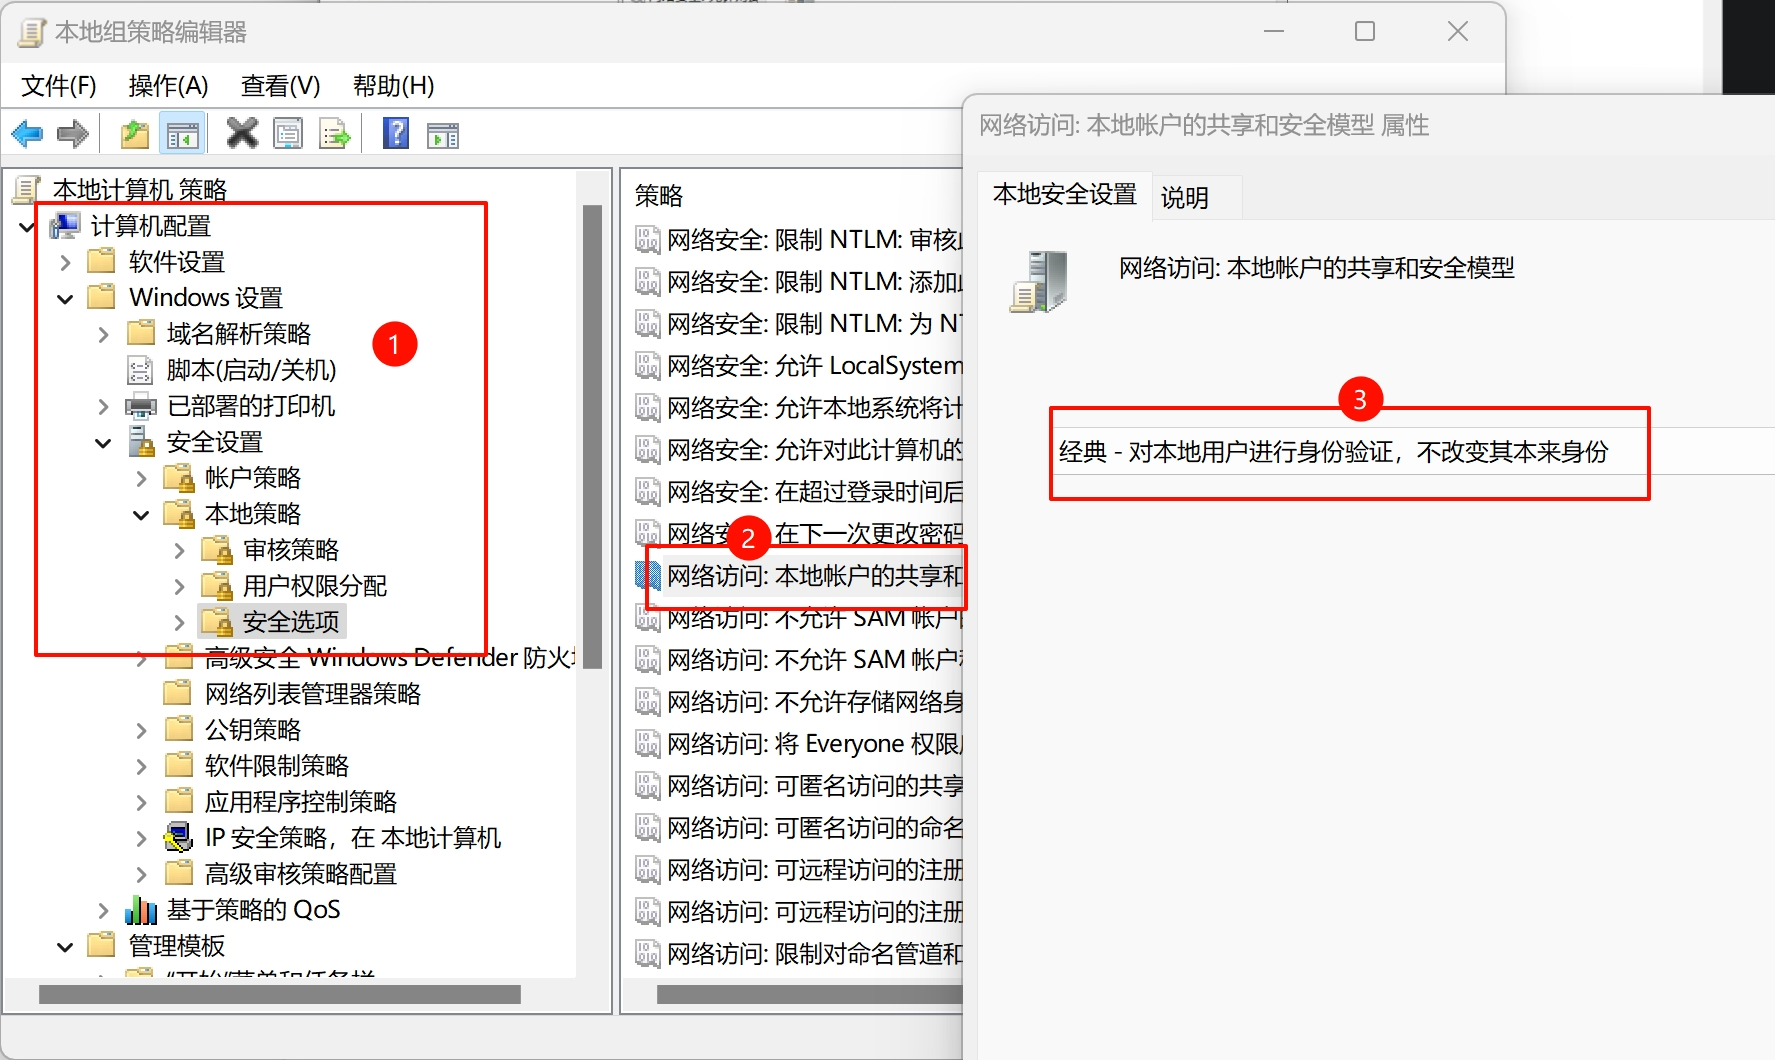 本地组策略编辑器
文件(F) 操作(A) 查看(V) 帮助(H)
本地计算机 策略
计算机配置
软件设置
Windows 设置
域名解析策略
脚本(启动/关机)
已部署的打印机
安全设置
帐户策略
本地策略
审核策略
用户权限分配
安全选项
高级安全 Windows Defender 防火
网络列表管理器策略
公钥策略
软件限制策略
应用程序控制策略
IP 安全策略，在 本地计算机
高级审核策略配置
基于策略的 QoS
管理模板
"开始"菜单和任务栏
1
策略
网络安全: 限制 NTLM: 审核
网络安全: 限制 NTLM: 添加
网络安全: 限制 NTLM: 为 NT
网络安全: 允许 LocalSystem
网络安全: 允许本地系统将计
网络安全: 允许对此计算机的
网络安全: 在超过登录时间后
网络安 在下一次更改密码
2
网络访问: 本地帐户的共享和
网络访问: 不允许 SAM 帐户
网络访问: 不允许 SAM 帐户
网络访问: 不允许存储网络身
网络访问: 将 Everyone 权限
网络访问: 可匿名访问的共享
网络访问: 可匿名访问的命名
网络访问: 可远程访问的注册
网络访问: 可远程访问的注册
网络访问: 限制对命名管道和
网络访问: 本地帐户的共享和安全模型 属性
本地安全设置 说明
网络访问: 本地帐户的共享和安全模型
3
经典 - 对本地用户进行身份验证，不改变其本来身份